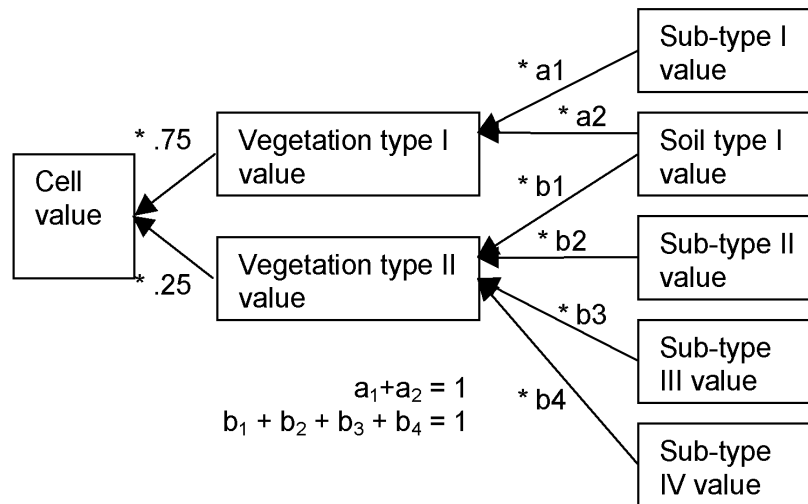 Cell
value
* .75
* .25
Vegetation type I
value
Vegetation type II
value
* a1
* a2
* b1
* b2
* b3
* b4
Sub-type I
value
Soil type I
value
Sub-type II
value
Sub-type
III value
Sub-type
IV value
a₁+a₂ = 1
b₁ + b₂ + b₃ + b₄ = 1